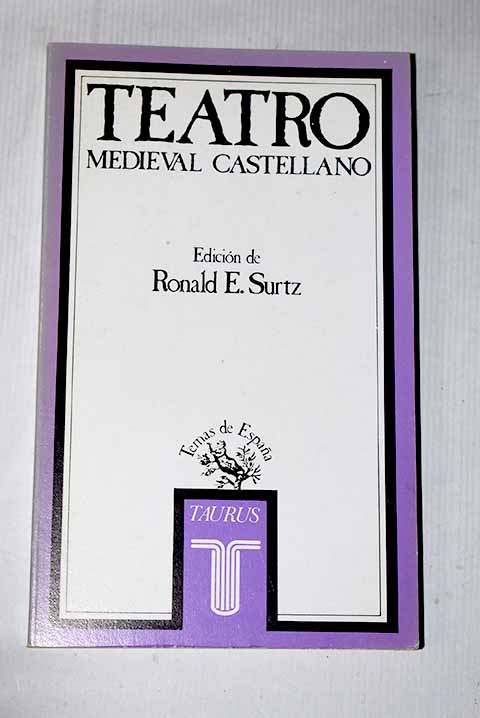 TEATRO
MEDIEVAL CASTELLANO
Edición de
Ronald E. Surtz
Temas de España
TAURUS
T